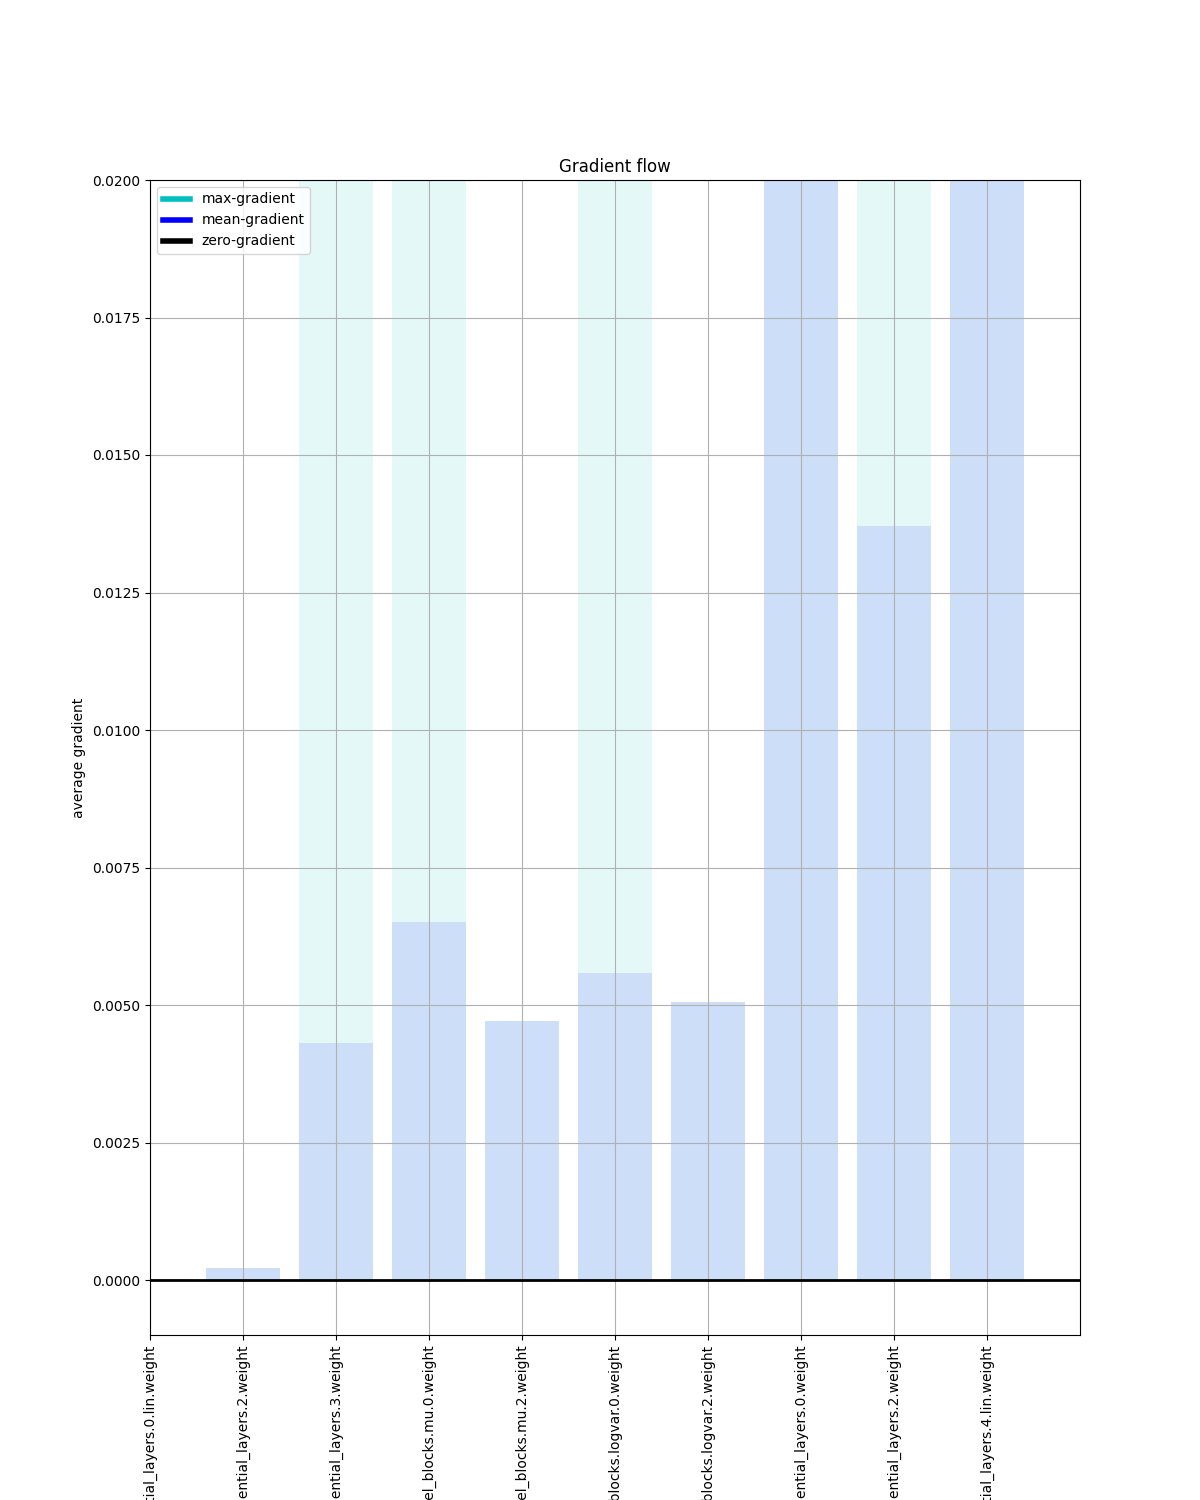 Gradient flow
max-gradient
mean-gradient
zero-gradient
0.0200
0.0175
0.0150
0.0125
0.0100
0.0075
0.0050
0.0025
0.0000
average gradient
tial_layers.0.lin.weight
ential_layers.2.weight
ential_layers.3.weight
el_blocks.mu.0.weight
el_blocks.mu.2.weight
blocks.logvar.0.weight
blocks.logvar.2.weight
ential_layers.0.weight
ential_layers.2.weight
tial_layers.4.lin.weight